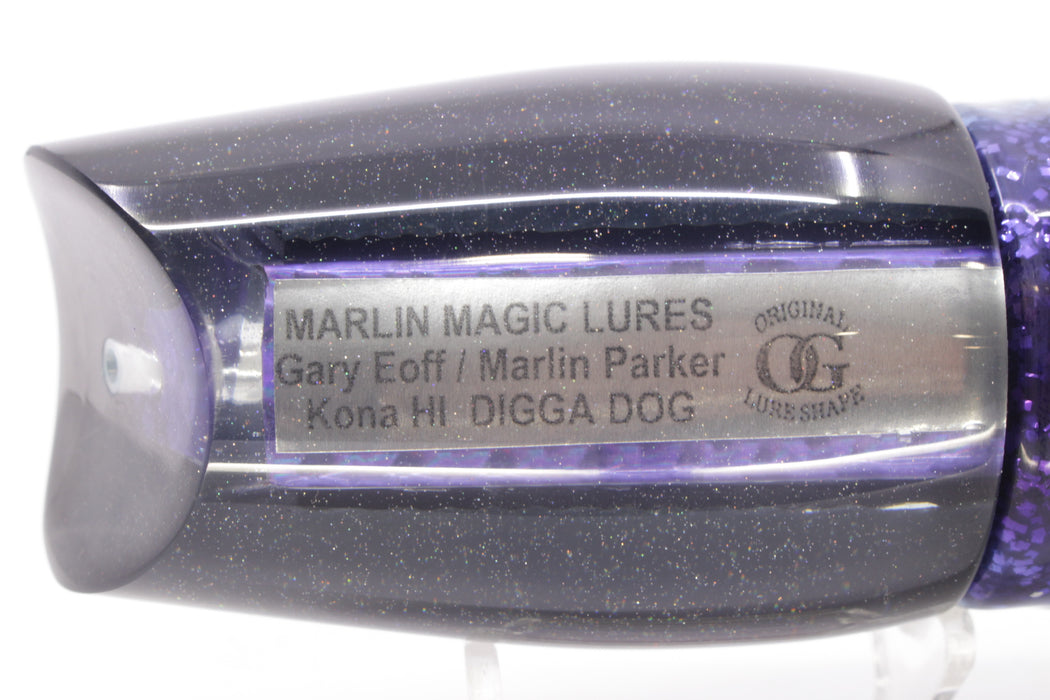 MARLIN MAGIC LURES
Gary Eoff / Marlin Parker
Kona HI DIGGA DOG
ORIGINAL
OG
LURE SHAPE